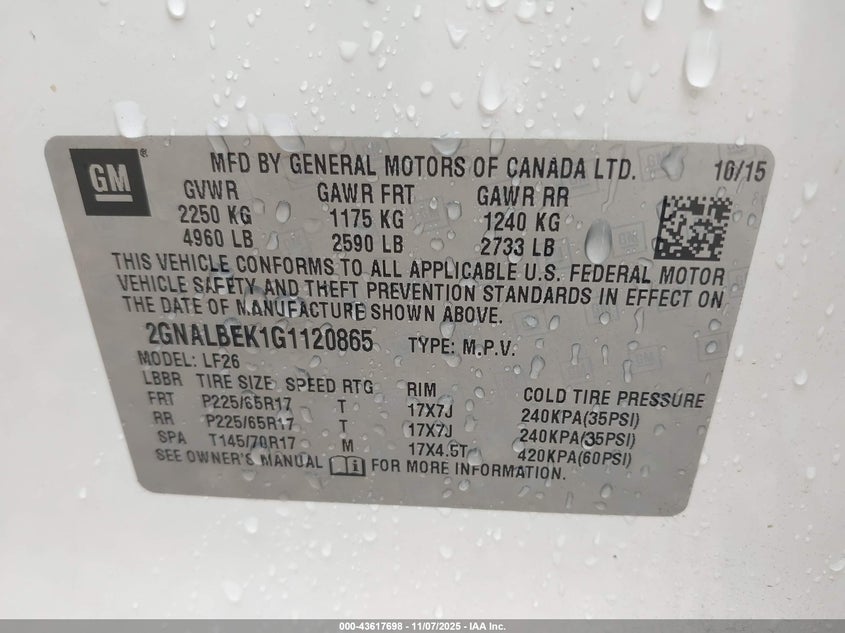 GM ® MFD BY GENERAL MOTORS OF CANADA LTD. 10/15
GVWR GAWR FRT GAWR RR
2250 KG 1175 KG 1240 KG
4960 LB 2590 LB 2733 LB
THIS VEHICLE CONFORMS TO ALL APPLICABLE U.S. FEDERAL MOTOR
VEHICLE SAFETY AND THEFT PREVENTION STANDARDS IN EFFECT ON
THE DATE OF MANUFACTURE SHOWN ABOVE.
2GNALBEK1G1120865 TYPE: M.P.V.
MODEL: LF26
LBBR TIRE SIZE SPEED RTG RIM COLD TIRE PRESSURE
FRT P225/65R17 T 17X7J 240KPA(35PSI)
RR P225/65R17 T 17X7J 240KPA(35PSI)
SPA T145/70R17 M 17X4.5T 420KPA(60PSI)
SEE OWNER'S MANUAL i FOR MORE INFORMATION.
000-43617698 - 11/07/2025 - IAA Inc.